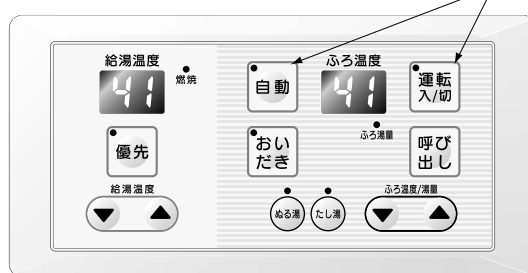 給湯温度
41
燃焼
優先
給湯温度
自動
ふろ温度
41
運転
入/切
ふろ湯量
おい
だき
呼び
出し
ぬる湯
たし湯
ふろ温度/湯量